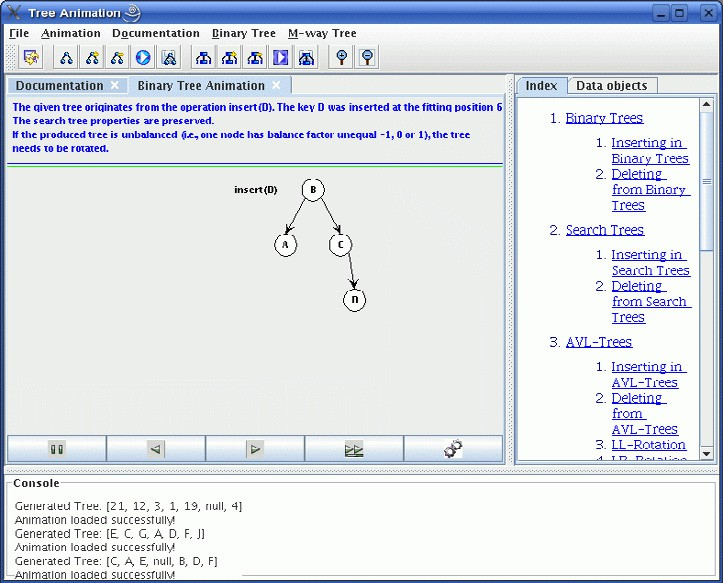 Tree Animation
File Animation Documentation Binary Tree M-way Tree
Documentation Binary Tree Animation
The given tree originates from the operation insert(D). The key D was inserted at the fitting position 6
The search tree properties are preserved.
If the produced tree is unbalanced (i.e., one node has balance factor unequal -1, 0 or 1), the tree
needs to be rotated.
insert(D)
B
A
C
D
Index Data objects
1. Binary Trees
1. Inserting in
Binary Trees
2. Deleting
from Binary
Trees
2. Search Trees
1. Inserting in
Search Trees
2. Deleting
from Search
Trees
3. AVL-Trees
1. Inserting in
AVL-Trees
2. Deleting
from
AVL-Trees
3. LL-Rotation
4. LR-Rotation
Console
Generated Tree: [21, 12, 3, 1, 19, null, 4]
Animation loaded successfully!
Generated Tree: [E, C, G, A, D, F, J]
Animation loaded successfully!
Generated Tree: [C, A, E, null, B, D, F]
Animation loaded successfully!